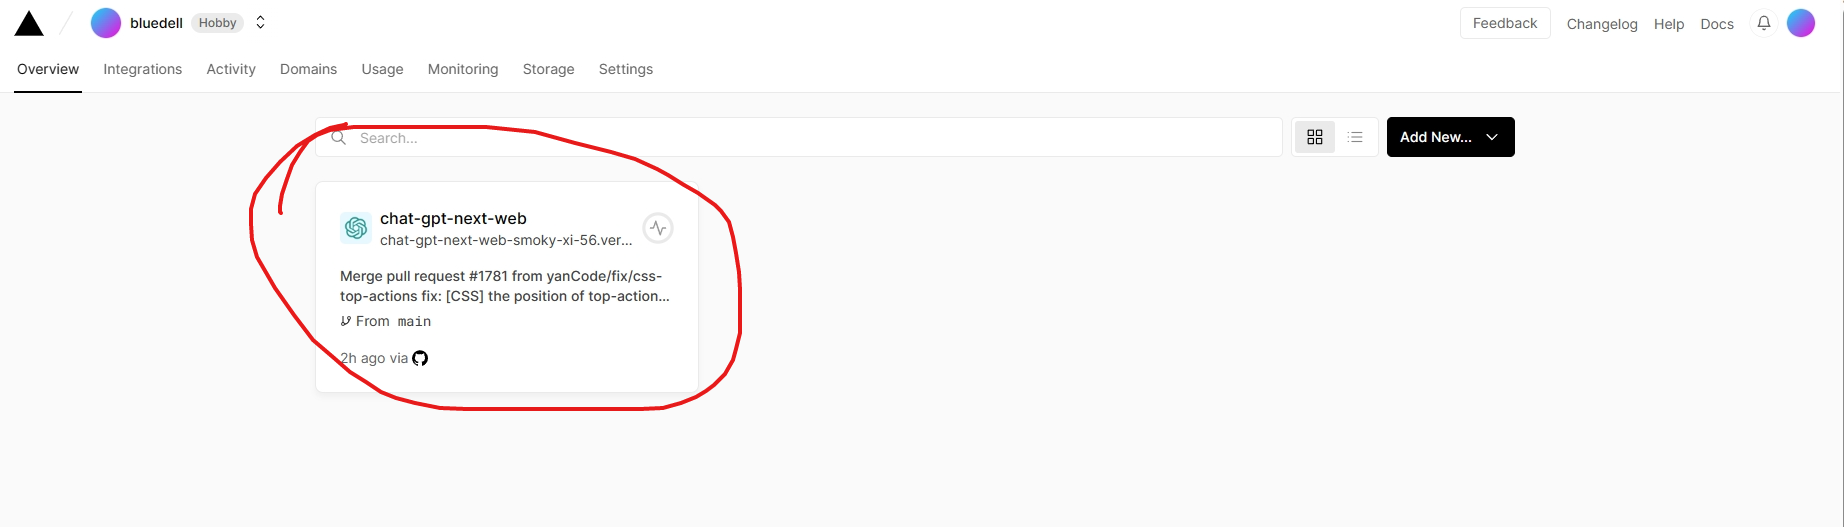 bluedell Hobby
Feedback Changelog Help Docs
Overview Integrations Activity Domains Usage Monitoring Storage Settings
Search...
Add New...
chat-gpt-next-web
chat-gpt-next-web-smoky-xi-56.ver...
Merge pull request #1781 from yanCode/fix/css-
top-actions fix: [CSS] the position of top-action...
From main
2h ago via